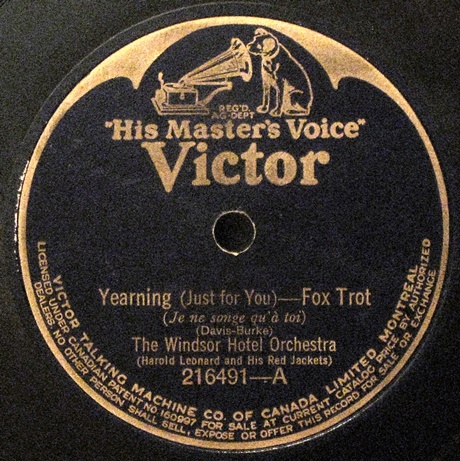 REG'D.
AG-DEPT
"His Master's Voice"
Victor
Yearning (Just for You)—Fox Trot
(Je ne songe qu'à toi)
(Davis-Burke)
The Windsor Hotel Orchestra
(Harold Leonard and His Red Jackets)
216491—A
VICTOR TALKING MACHINE CO. OF CANADA LIMITED, MONTREAL
LICENSED UNDER CANADIAN PATENT NO. 160997 FOR SALE AT CURRENT CATALOG PRICE BY AUTHORIZED
DEALERS. NO OTHER PERSON SHALL SELL, EXPOSE OR OFFER THIS RECORD FOR SALE OR EXCHANGE